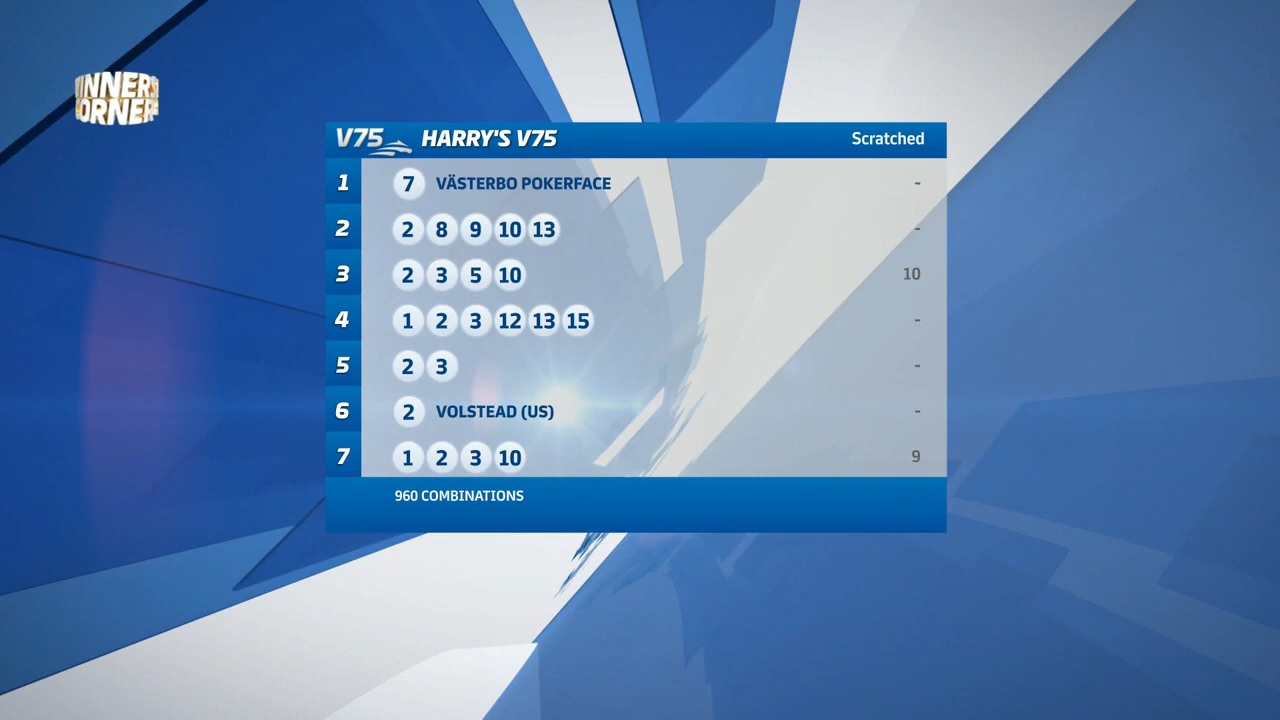 INNERS
ORNER
V75 HARRY'S V75 Scratched
1 7 VÄSTERBO POKERFACE -
2 2 8 9 10 13 -
3 2 3 5 10 10
4 1 2 3 12 13 15 -
5 2 3 -
6 2 VOLSTEAD (US) -
7 1 2 3 10 9
960 COMBINATIONS